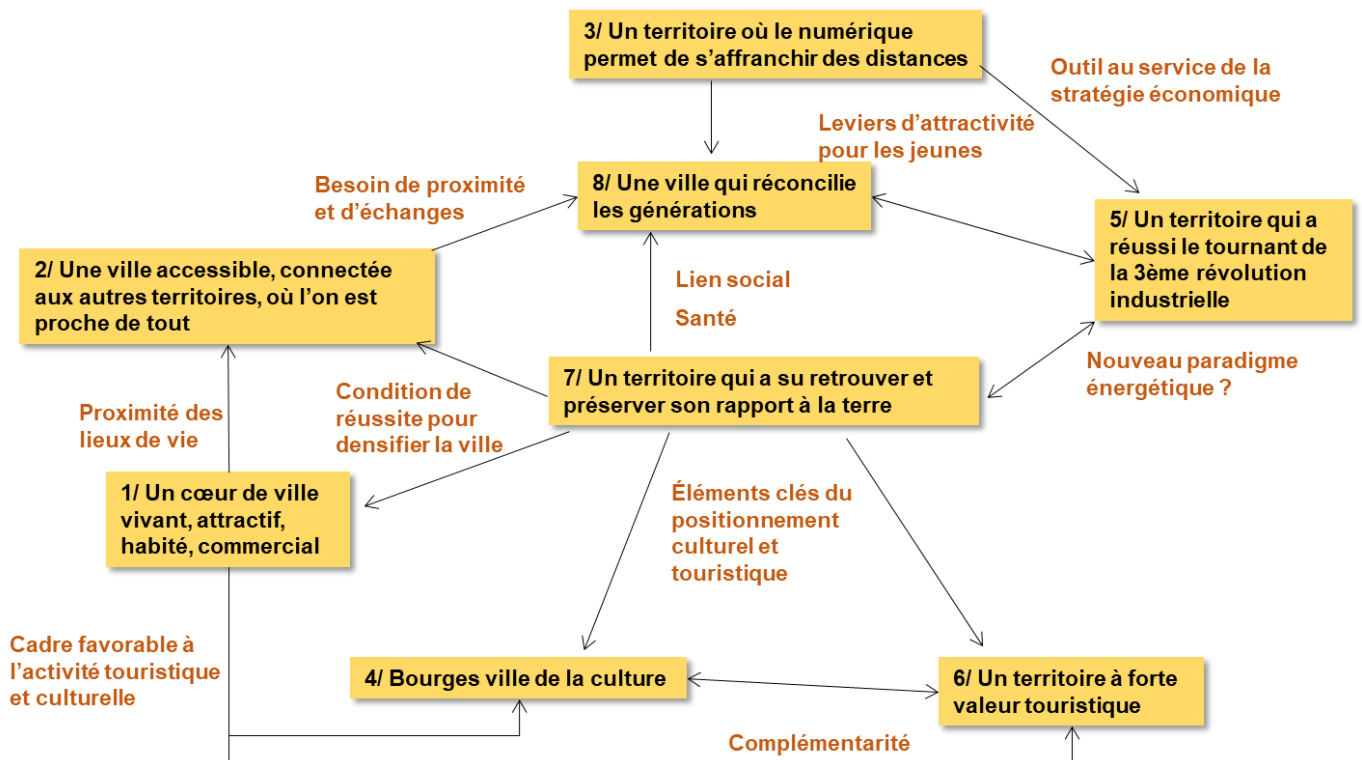 3/ Un territoire où le numérique
permet de s’affranchir des distances
Outil au service de la
stratégie économique
Leviers d’attractivité
pour les jeunes
Besoin de proximité
et d’échanges
8/ Une ville qui réconcilie
les générations
5/ Un territoire qui a
réussi le tournant de
la 3ème révolution
industrielle
2/ Une ville accessible, connectée
aux autres territoires, où l’on est
proche de tout
Lien social
Santé
7/ Un territoire qui a su retrouver et
préserver son rapport à la terre
Nouveau paradigme
énergétique ?
Proximité des
lieux de vie
Condition de
réussite pour
densifier la ville
1/ Un cœur de ville
vivant, attractif,
habité, commercial
Éléments clés du
positionnement
culturel et
touristique
Cadre favorable à
l’activité touristique
et culturelle
4/ Bourges ville de la culture
6/ Un territoire à forte
valeur touristique
Complémentarité